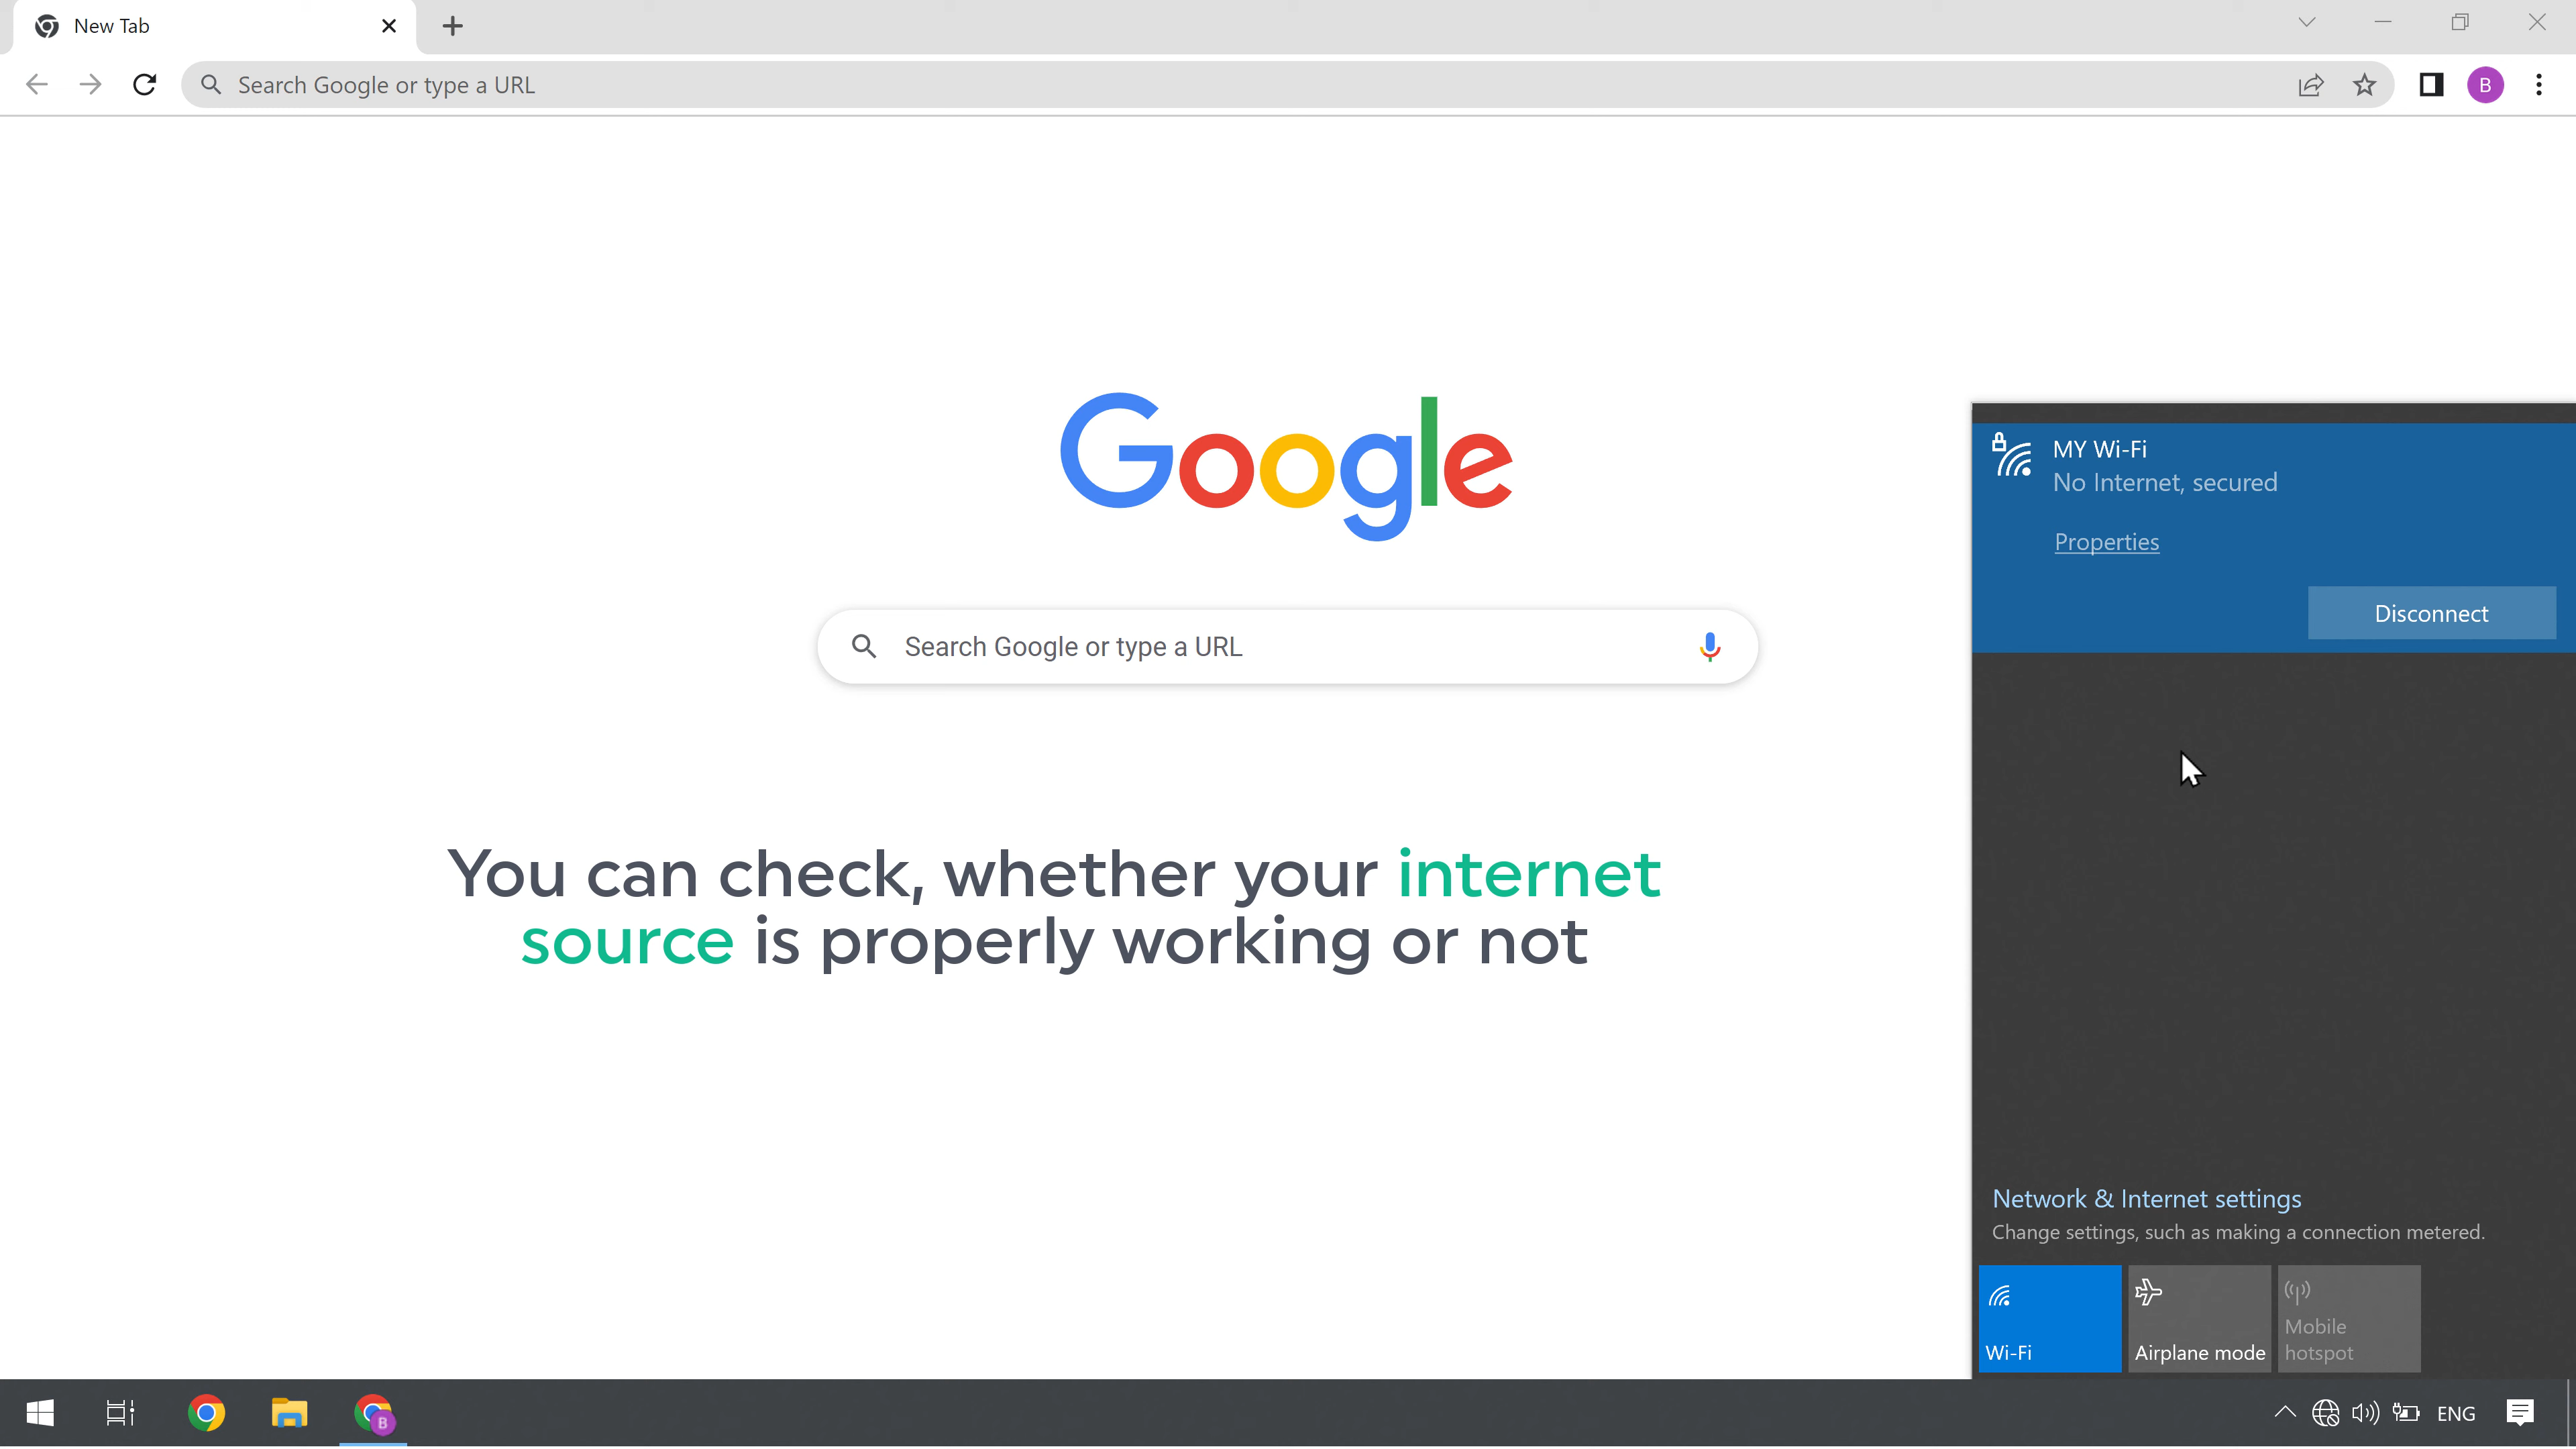 New Tab
Search Google or type a URL
B
Google
Search Google or type a URL
You can check, whether your internet
source is properly working or not
MY Wi-Fi
No Internet, secured
Properties
Disconnect
Network & Internet settings
Change settings, such as making a connection metered.
Wi-Fi
Airplane mode
Mobile
hotspot
B
ENG